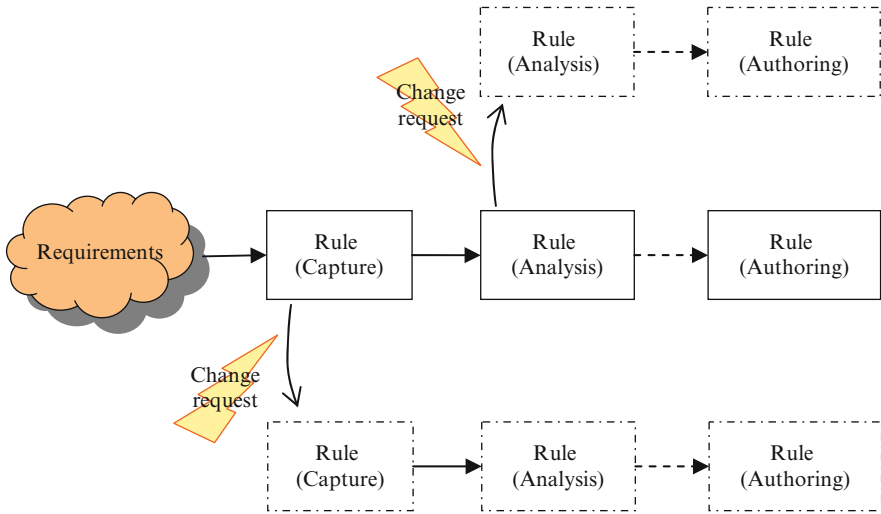 Rule
(Analysis)
Rule
(Authoring)
Change
request
Requirements
Rule
(Capture)
Rule
(Analysis)
Rule
(Authoring)
Change
request
Rule
(Capture)
Rule
(Analysis)
Rule
(Authoring)